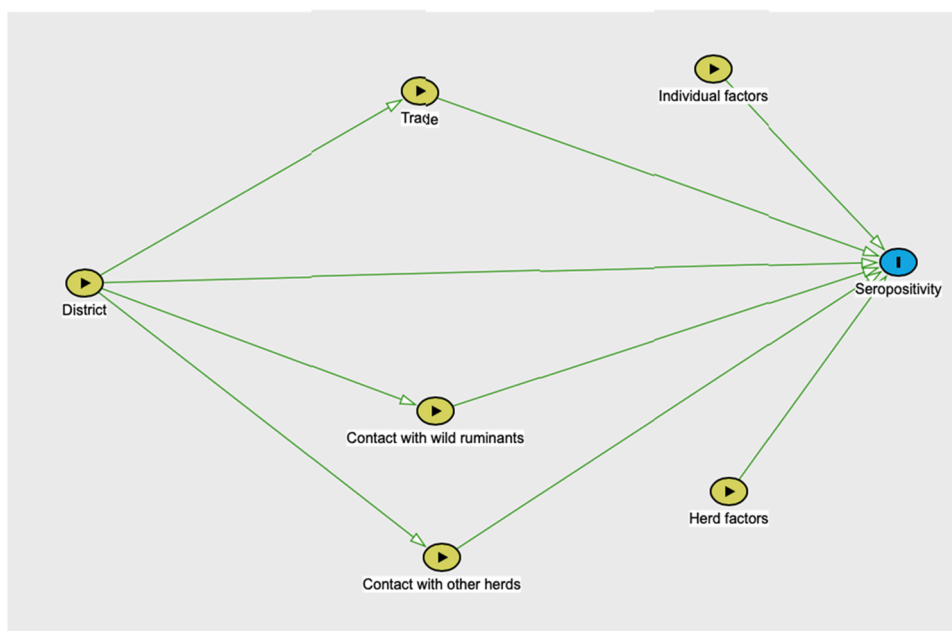 Individual factors
Trade
Seropositivity
District
Contact with wild ruminants
Herd factors
Contact with other herds